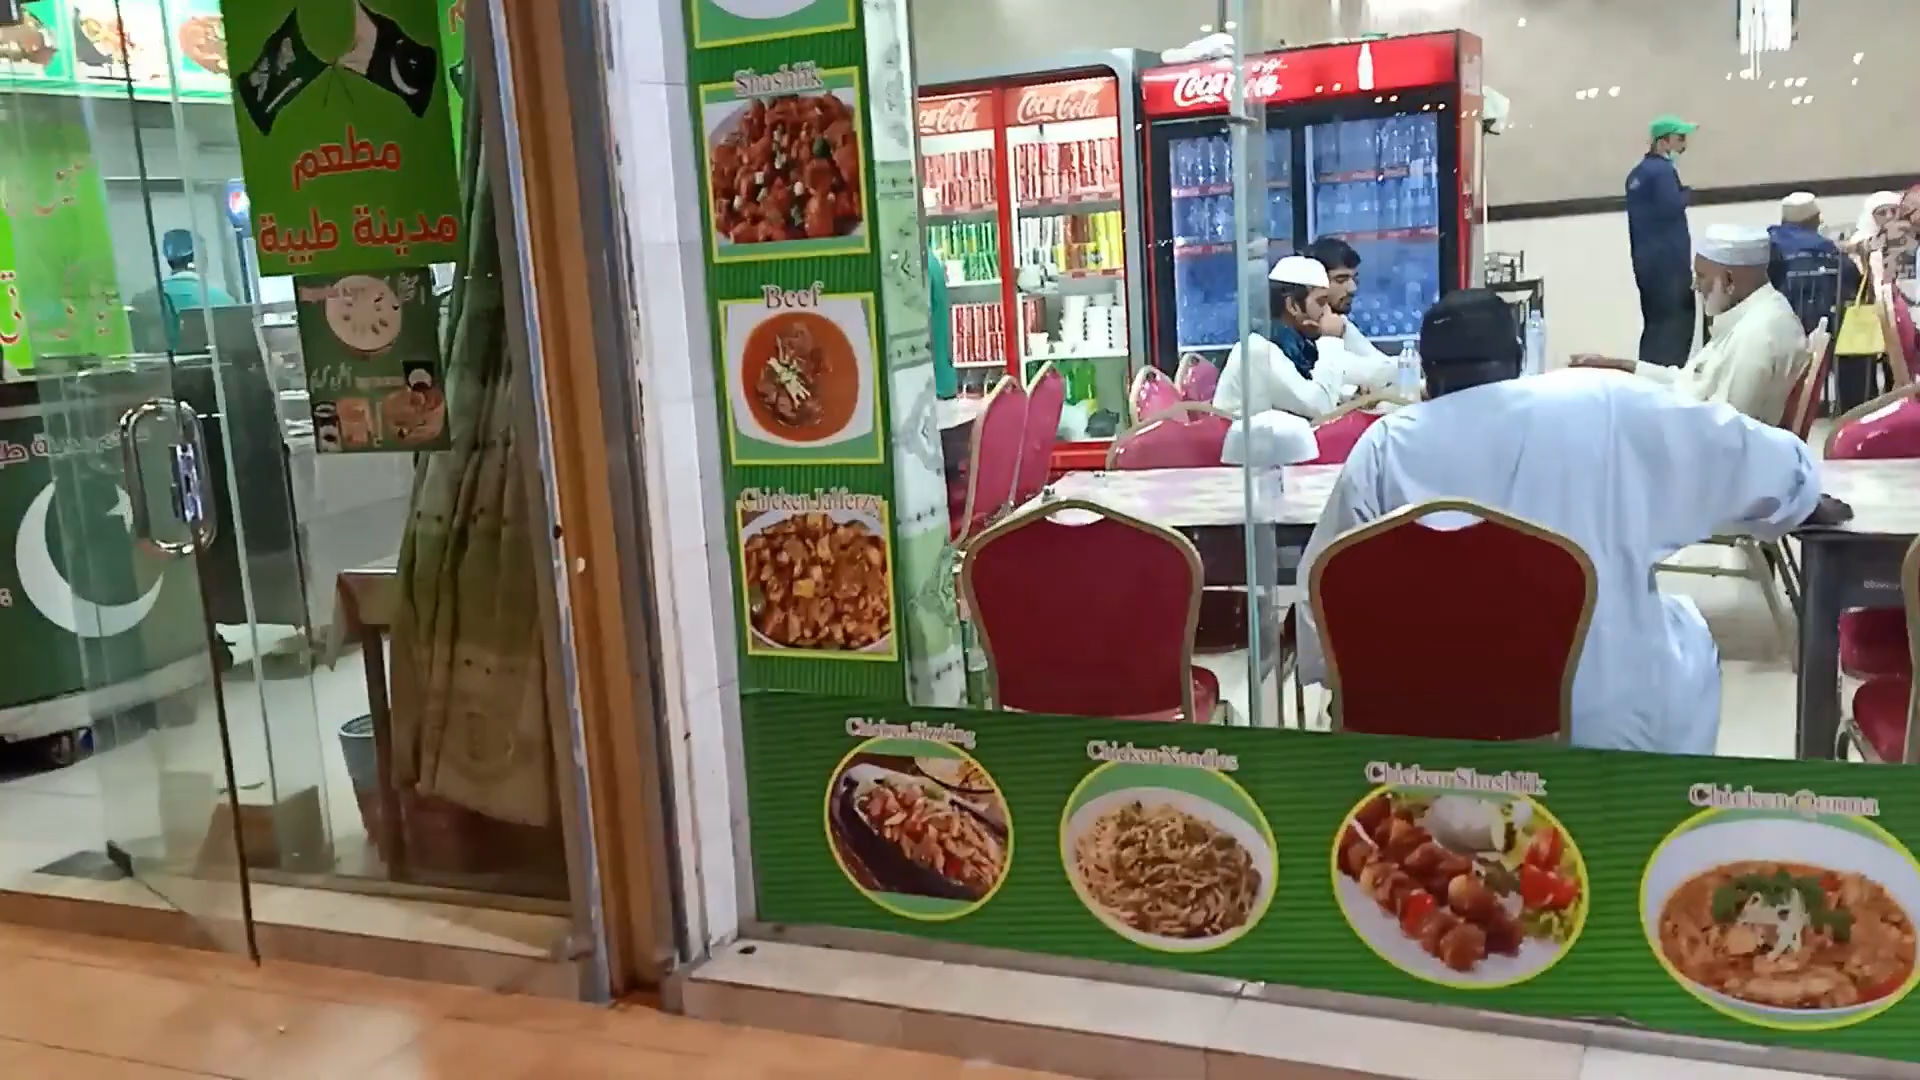 مطعم
مدينة طيبة
Shashlik
Beef
Chicken Jalferzy
Coca-Cola
Coca-Cola
Coca-Cola
Chicken Sizzling
Chicken Noodles
Chicken Shashlik
Chicken Qorma